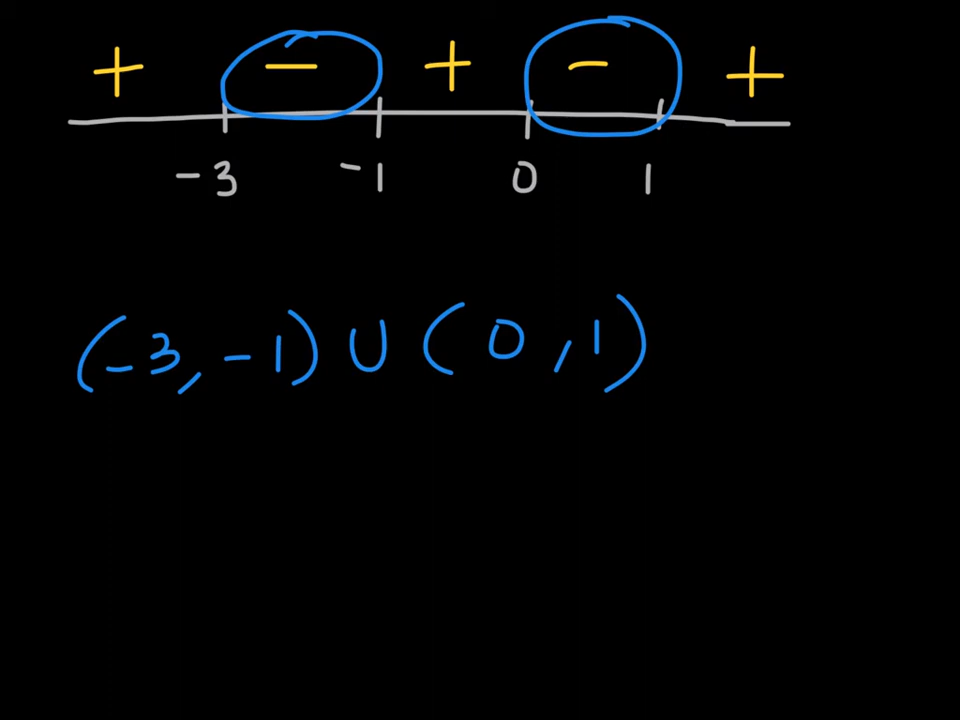 + − + − +
-3 -1 0 1
(-3, -1) ∪ (0, 1)